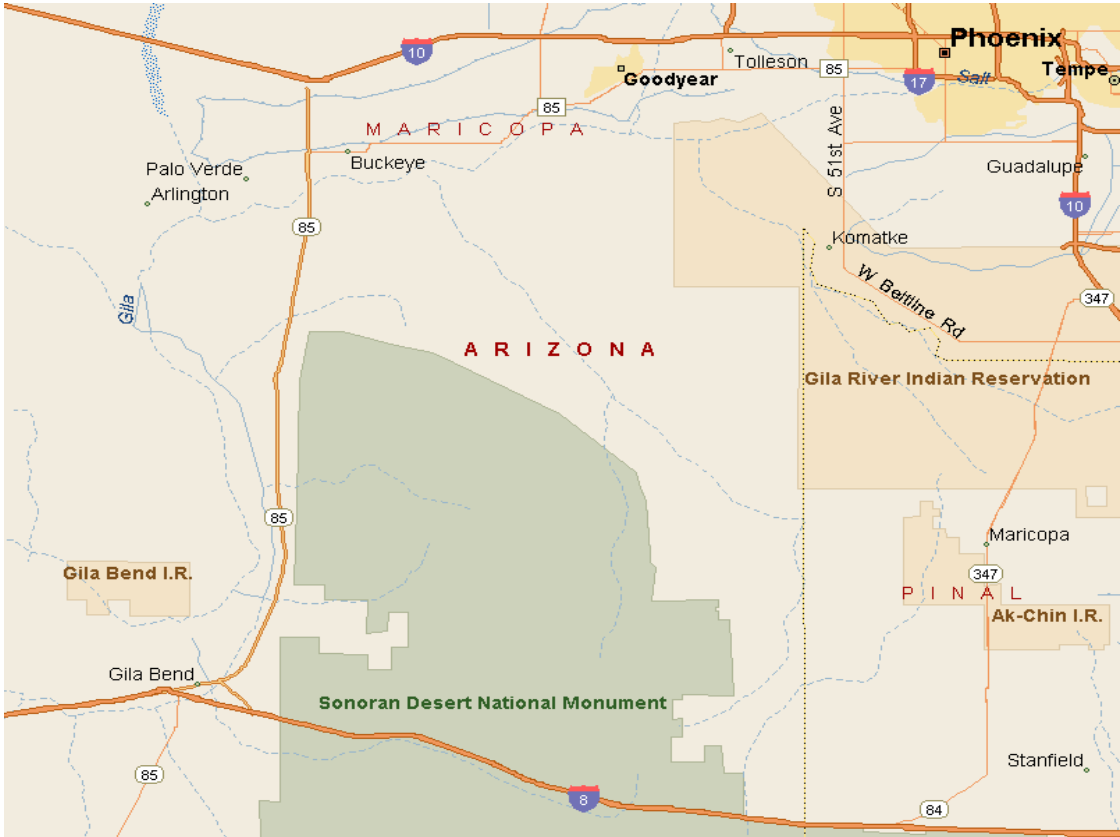 Phoenix
10
Tolleson
85
Tempe
Goodyear
17
Salt
85
MARICOPA
S 51st Ave
Buckeye
Guadalupe
Palo Verde
Arlington
10
85
Komatke
W Beltline Rd
Gila
347
ARIZONA
Gila River Indian Reservation
85
Maricopa
Gila Bend I.R.
347
PINAL
Ak-Chin I.R.
Gila Bend
Sonoran Desert National Monument
Stanfield
85
8
84